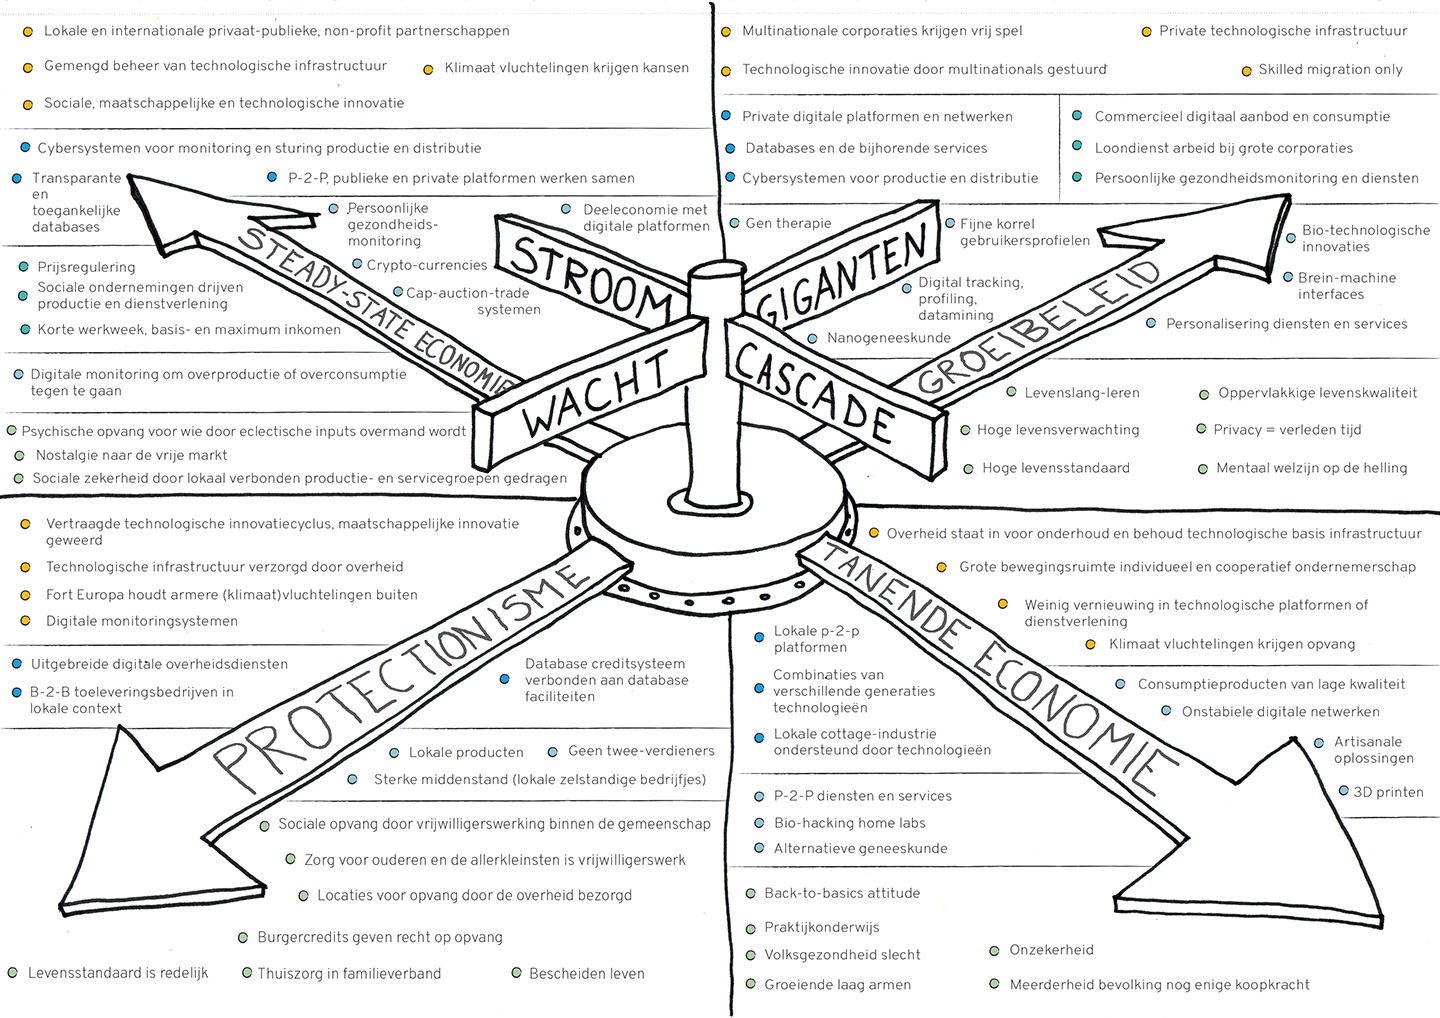 Lokale en internationale privaat-publieke, non-profit partnerschappen
Gemengd beheer van technologische infrastructuur
Klimaat vluchtelingen krijgen kansen
Sociale, maatschappelijke en technologische innovatie
Cybersystemen voor monitoring en sturing productie en distributie
Transparante
en
toegankelijke
databases
P-2-P, publieke en private platformen werken samen
Persoonlijke
gezondheids-
monitoring
Deeleconomie met
digitale platformen
Crypto-currencies
Cap-auction-trade
systemen
Prijsregulering
Sociale ondernemingen drijven
productie en dienstverlening
Korte werkweek, basis- en maximum inkomen
Digitale monitoring om overproductie of overconsumptie
tegen te gaan
Psychische opvang voor wie door eclectische inputs overmand wordt
Nostalgie naar de vrije markt
Sociale zekerheid door lokaal verbonden productie- en servicegroepen gedragen
STEADY-STATE ECONOMIE
STROOM
Multinationale corporaties krijgen vrij spel
Private technologische infrastructuur
Technologische innovatie door multinationals gestuurd
Skilled migration only
Private digitale platformen en netwerken
Databases en de bijhorende services
Cybersystemen voor productie en distributie
Commercieel digitaal aanbod en consumptie
Loondienst arbeid bij grote corporaties
Persoonlijke gezondheidsmonitoring en diensten
Gen therapie
Fijne korrel
gebruikersprofielen
Digital tracking,
profiling,
datamining
Nanogeneeskunde
Bio-technologische
innovaties
Brein-machine
interfaces
Personalisering diensten en services
Levenslang-leren
Oppervlakkige levenskwaliteit
Hoge levensverwachting
Privacy = verleden tijd
Hoge levensstandaard
Mentaal welzijn op de helling
GIGANTEN
GROEIBELEID
WACHT
CASCADE
Vertraagde technologische innovatiecyclus, maatschappelijke innovatie
geweerd
Technologische infrastructuur verzorgd door overheid
Fort Europa houdt armere (klimaat)vluchtelingen buiten
Digitale monitoringsystemen
Uitgebreide digitale overheidsdiensten
B-2-B toeleveringsbedrijven in
lokale context
Database creditsysteem
verbonden aan database
faciliteiten
Lokale producten
Geen twee-verdieners
Sterke middenstand (lokale zelstandige bedrijfjes)
Sociale opvang door vrijwilligerswerking binnen de gemeenschap
Zorg voor ouderen en de allerkleinsten is vrijwilligerswerk
Locaties voor opvang door de overheid bezorgd
Burgercredits geven recht op opvang
Levensstandaard is redelijk
Thuiszorg in familieverband
Bescheiden leven
PROTECTIONISME
Overheid staat in voor onderhoud en behoud technologische basis infrastructuur
Grote bewegingsruimte individueel en cooperatief ondernemerschap
Weinig vernieuwing in technologische platformen of
dienstverlening
Klimaat vluchtelingen krijgen opvang
Lokale p-2-p
platformen
Combinaties van
verschillende generaties
technologieën
Lokale cottage-industrie
ondersteund door technologieën
Consumptieproducten van lage kwaliteit
Onstabiele digitale netwerken
Artisanale
oplossingen
3D printen
P-2-P diensten en services
Bio-hacking home labs
Alternatieve geneeskunde
Back-to-basics attitude
Praktijkonderwijs
Volksgezondheid slecht
Groeiende laag armen
Onzekerheid
Meerderheid bevolking nog enige koopkracht
TANENDE ECONOMIE